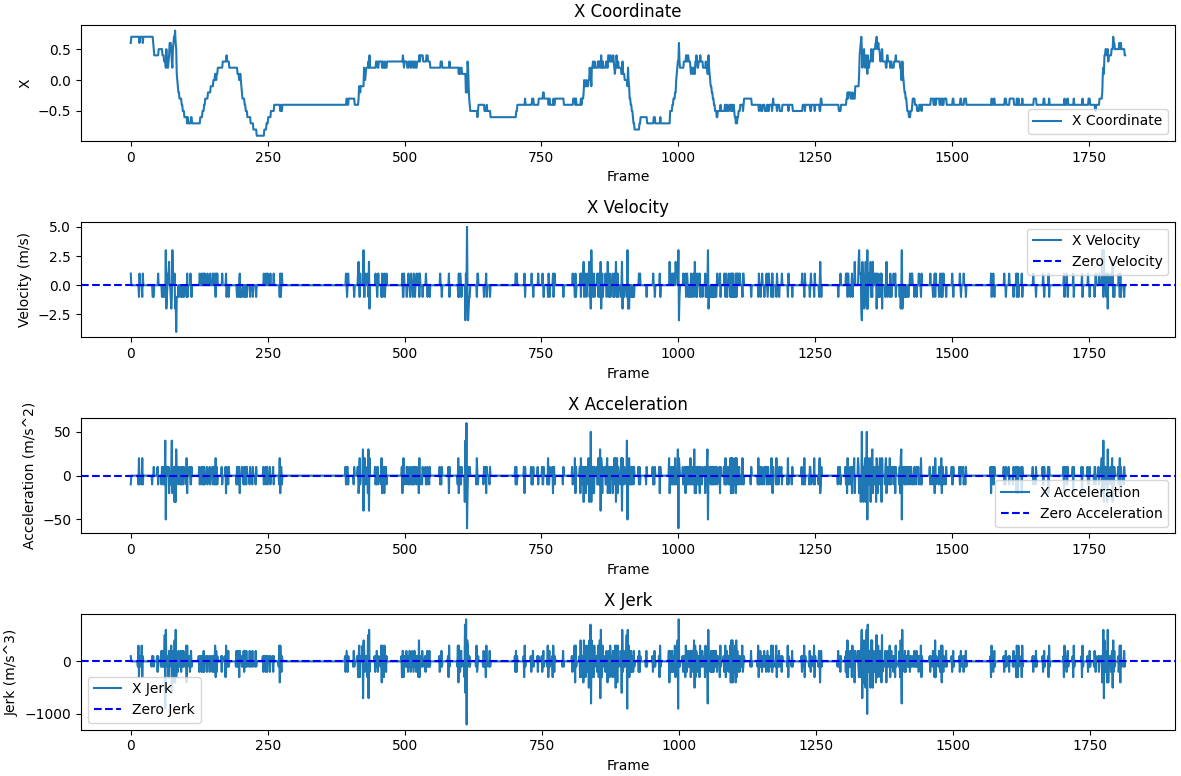 X Coordinate
X
0.5
0.0
−0.5
X Coordinate
0 250 500 750 1000 1250 1500 1750
Frame
X Velocity
Velocity (m/s)
5.0
2.5
0.0
−2.5
X Velocity
Zero Velocity
0 250 500 750 1000 1250 1500 1750
Frame
X Acceleration
Acceleration (m/s^2)
50
0
−50
X Acceleration
Zero Acceleration
0 250 500 750 1000 1250 1500 1750
Frame
X Jerk
Jerk (m/s^3)
0
−1000
X Jerk
Zero Jerk
0 250 500 750 1000 1250 1500 1750
Frame